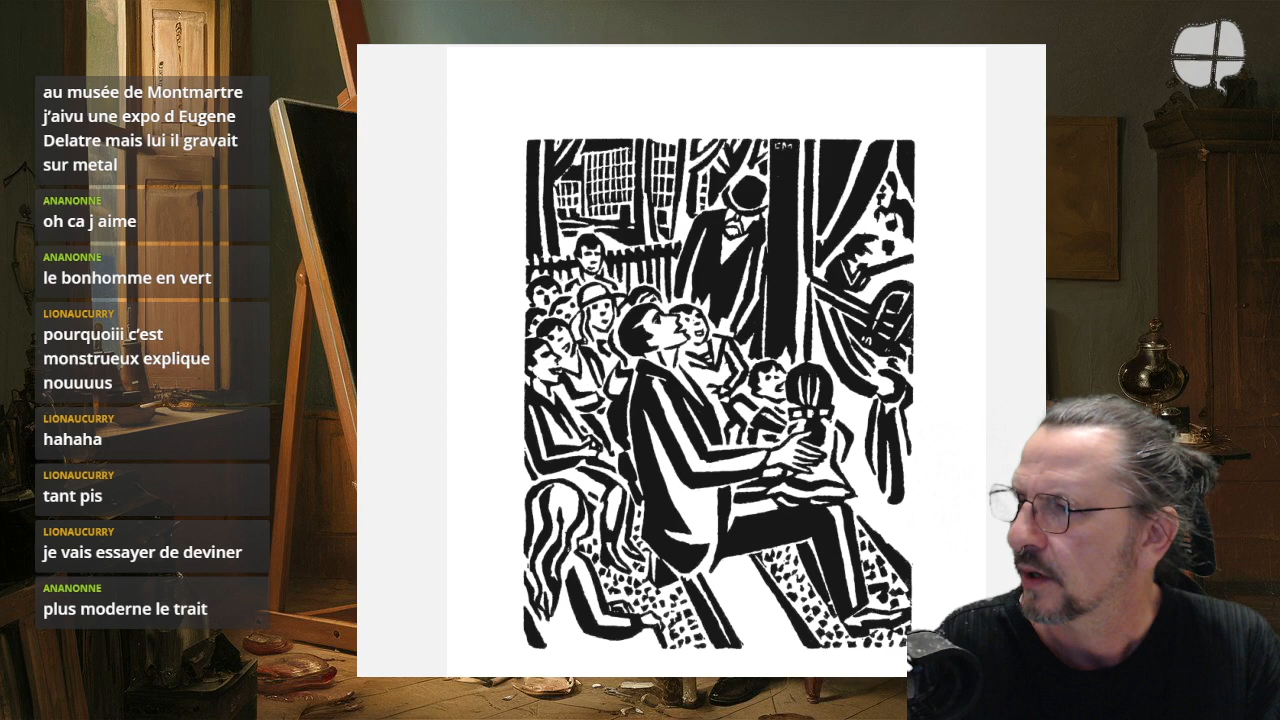 au musée de Montmartre
j’aivu une expo d Eugene
Delatre mais lui il gravait
sur metal
ANANONNE
oh ca j aime
ANANONNE
le bonhomme en vert
LIONAUCURRY
pourquoiii c’est
monstrueux explique
nouuuus
LIONAUCURRY
hahaha
LIONAUCURRY
tant pis
LIONAUCURRY
je vais essayer de deviner
ANANONNE
plus moderne le trait